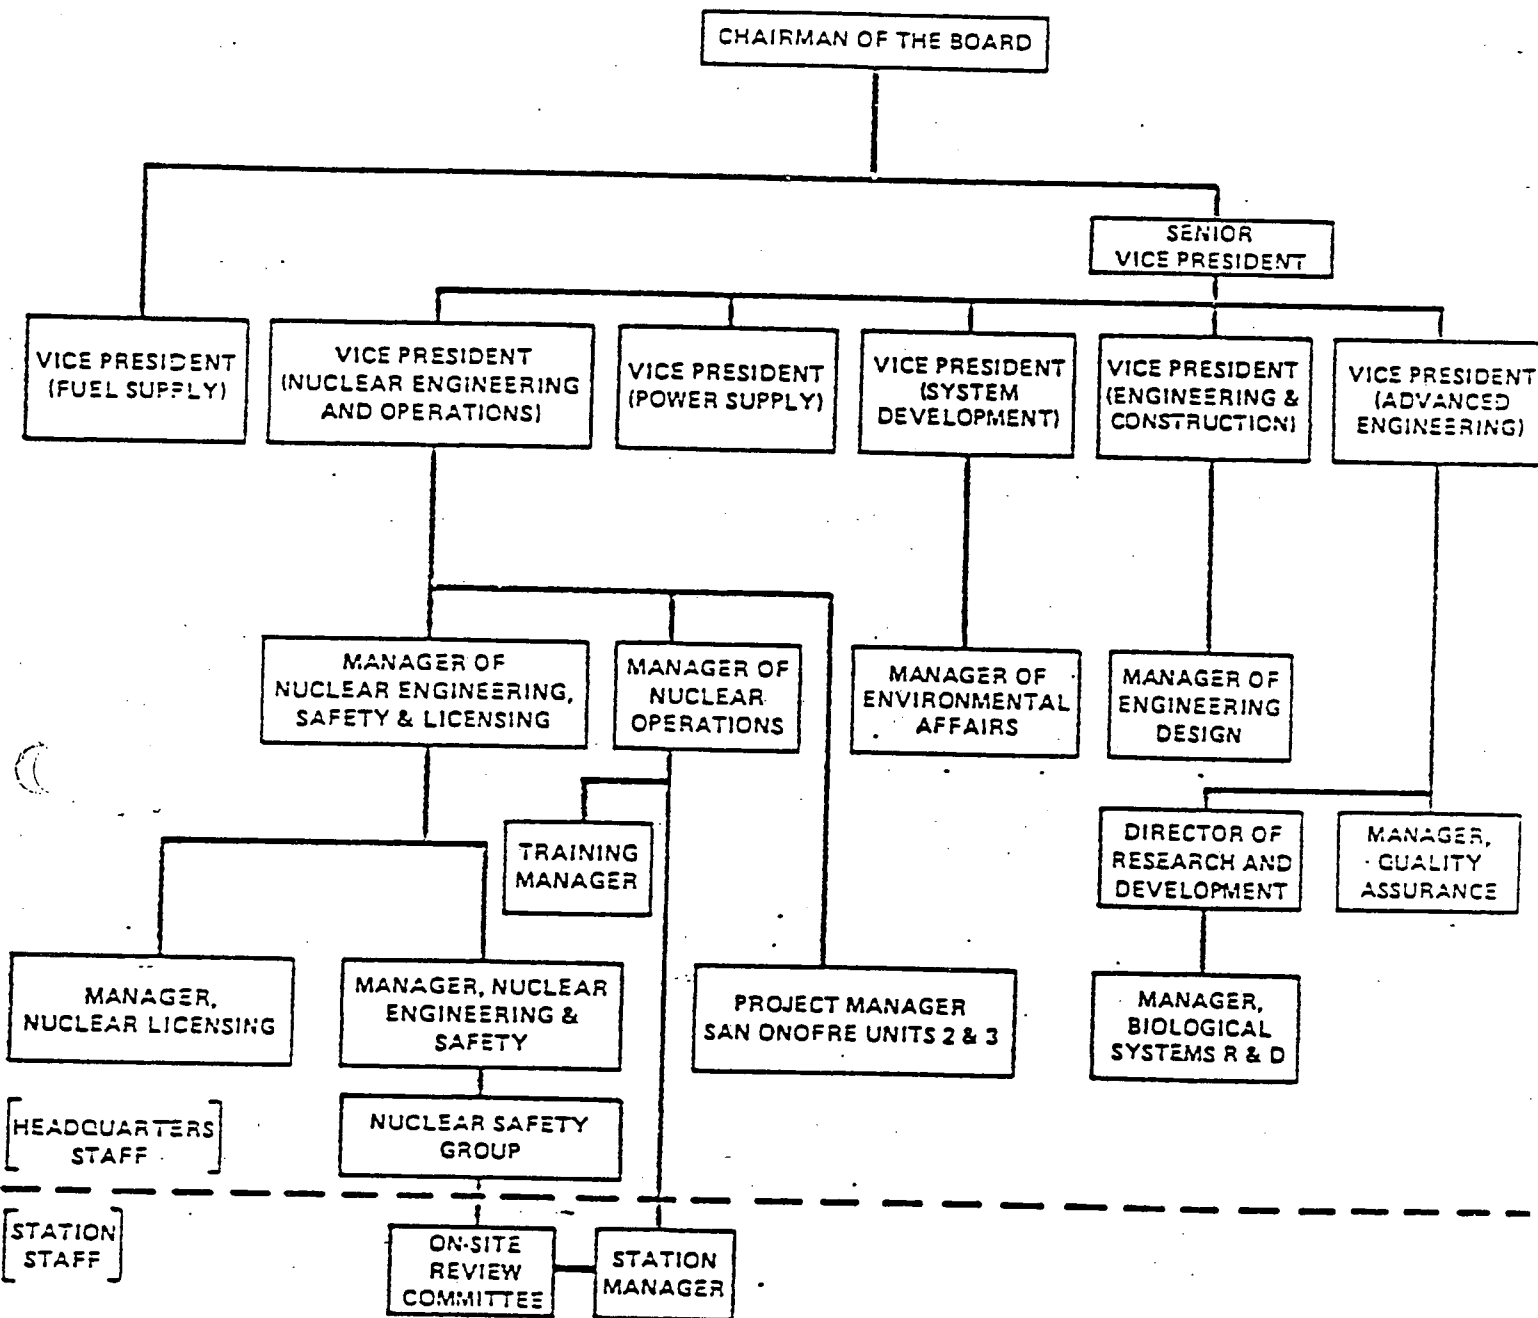 CHAIRMAN OF THE BOARD
SENIOR
VICE PRESIDENT
VICE PRESIDENT
(FUEL SUPPLY)
VICE PRESIDENT
(NUCLEAR ENGINEERING
AND OPERATIONS)
VICE PRESIDENT
(POWER SUPPLY)
VICE PRESIDENT
(SYSTEM
DEVELOPMENT)
VICE PRESIDENT
(ENGINEERING &
CONSTRUCTION)
VICE PRESIDENT
(ADVANCED
ENGINEERING)
MANAGER OF
NUCLEAR ENGINEERING,
SAFETY & LICENSING
MANAGER OF
NUCLEAR
OPERATIONS
MANAGER OF
ENVIRONMENTAL
AFFAIRS
MANAGER OF
ENGINEERING
DESIGN
TRAINING
MANAGER
DIRECTOR OF
RESEARCH AND
DEVELOPMENT
MANAGER,
QUALITY
ASSURANCE
MANAGER,
NUCLEAR LICENSING
MANAGER, NUCLEAR
ENGINEERING &
SAFETY
PROJECT MANAGER
SAN ONOFRE UNITS 2 & 3
MANAGER,
BIOLOGICAL
SYSTEMS R & D
[HEADQUARTERS
STAFF]
NUCLEAR SAFETY
GROUP
[STATION
STAFF]
ON-SITE
REVIEW
COMMITTEE
STATION
MANAGER